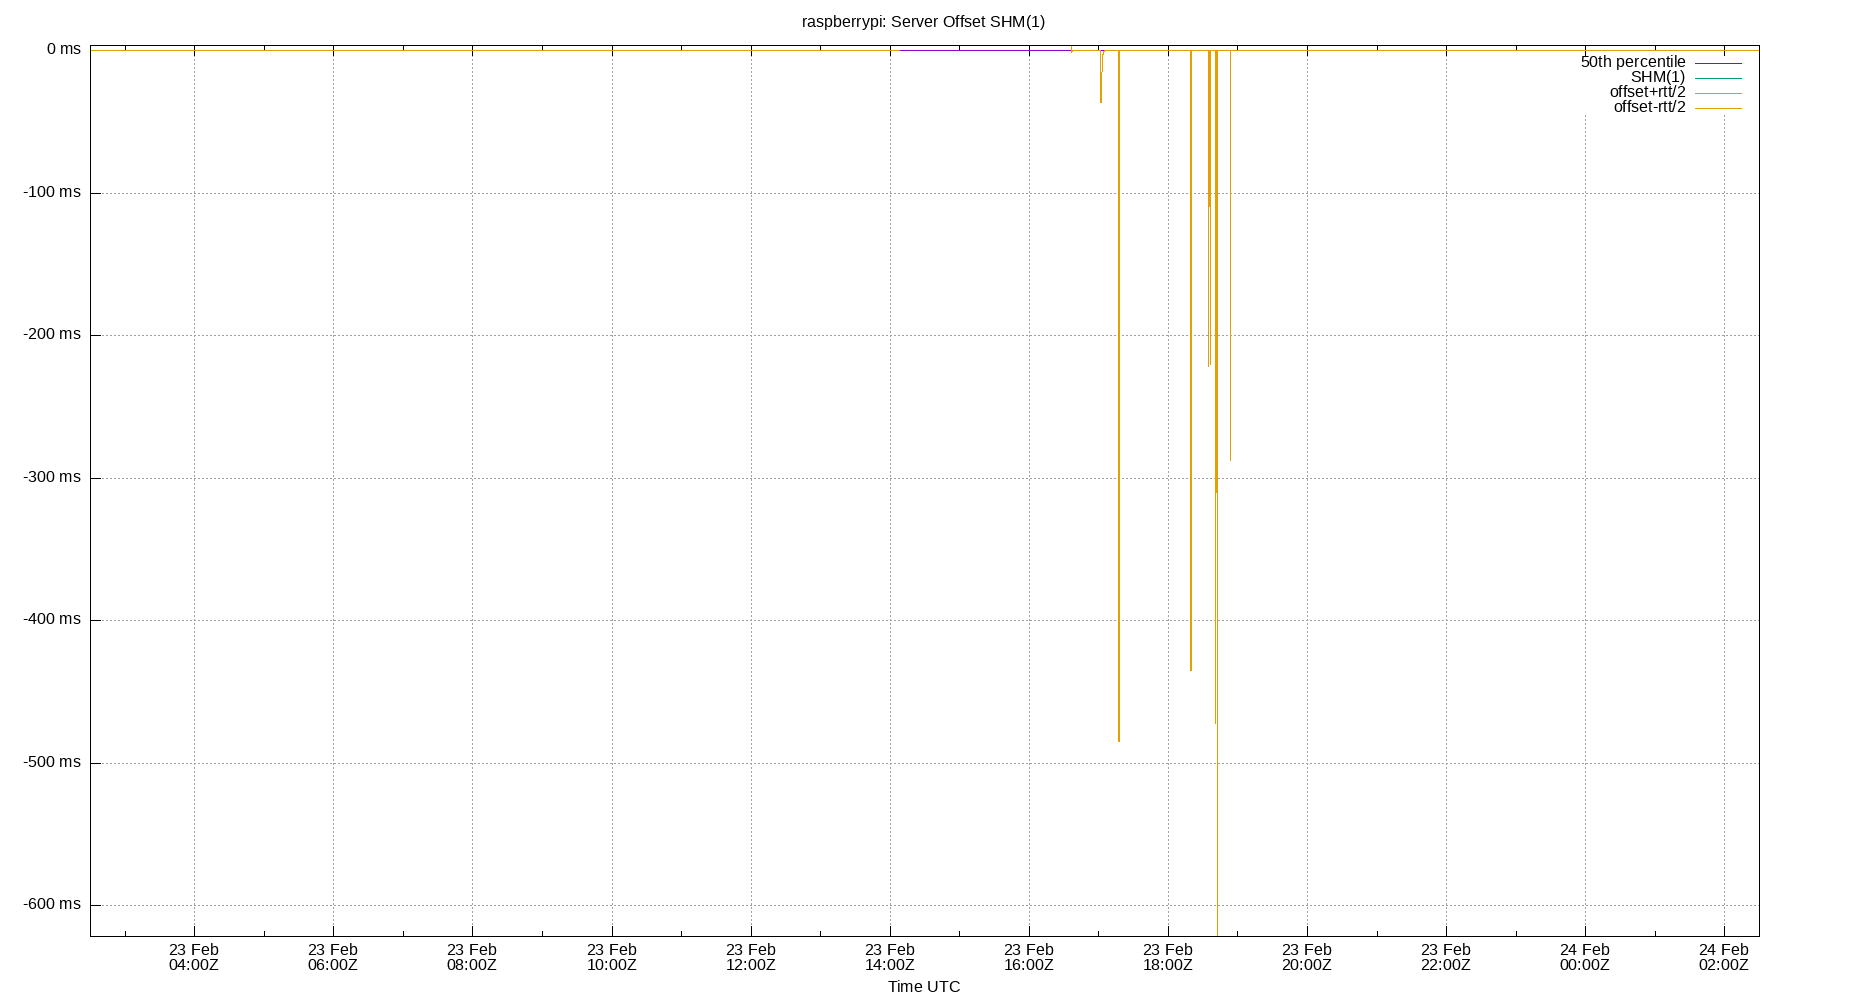 raspberrypi: Server Offset SHM(1)
0 ms
-100 ms
-200 ms
-300 ms
-400 ms
-500 ms
-600 ms
50th percentile
SHM(1)
offset+rtt/2
offset-rtt/2
23 Feb 23 Feb 23 Feb 23 Feb 23 Feb 23 Feb 23 Feb 23 Feb 23 Feb 23 Feb 24 Feb 24 Feb
04:00Z 06:00Z 08:00Z 10:00Z 12:00Z 14:00Z 16:00Z 18:00Z 20:00Z 22:00Z 00:00Z 02:00Z
Time UTC